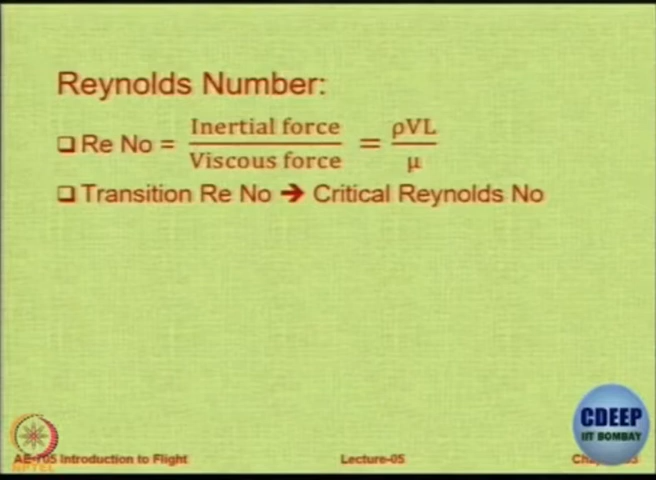 Reynolds Number:
❑ Re No = Inertial force / Viscous force = ρVL / μ
❑ Transition Re No ➔ Critical Reynolds No
CDEEP
IIT BOMBAY
NPTEL
Introduction to Flight
Lecture-05